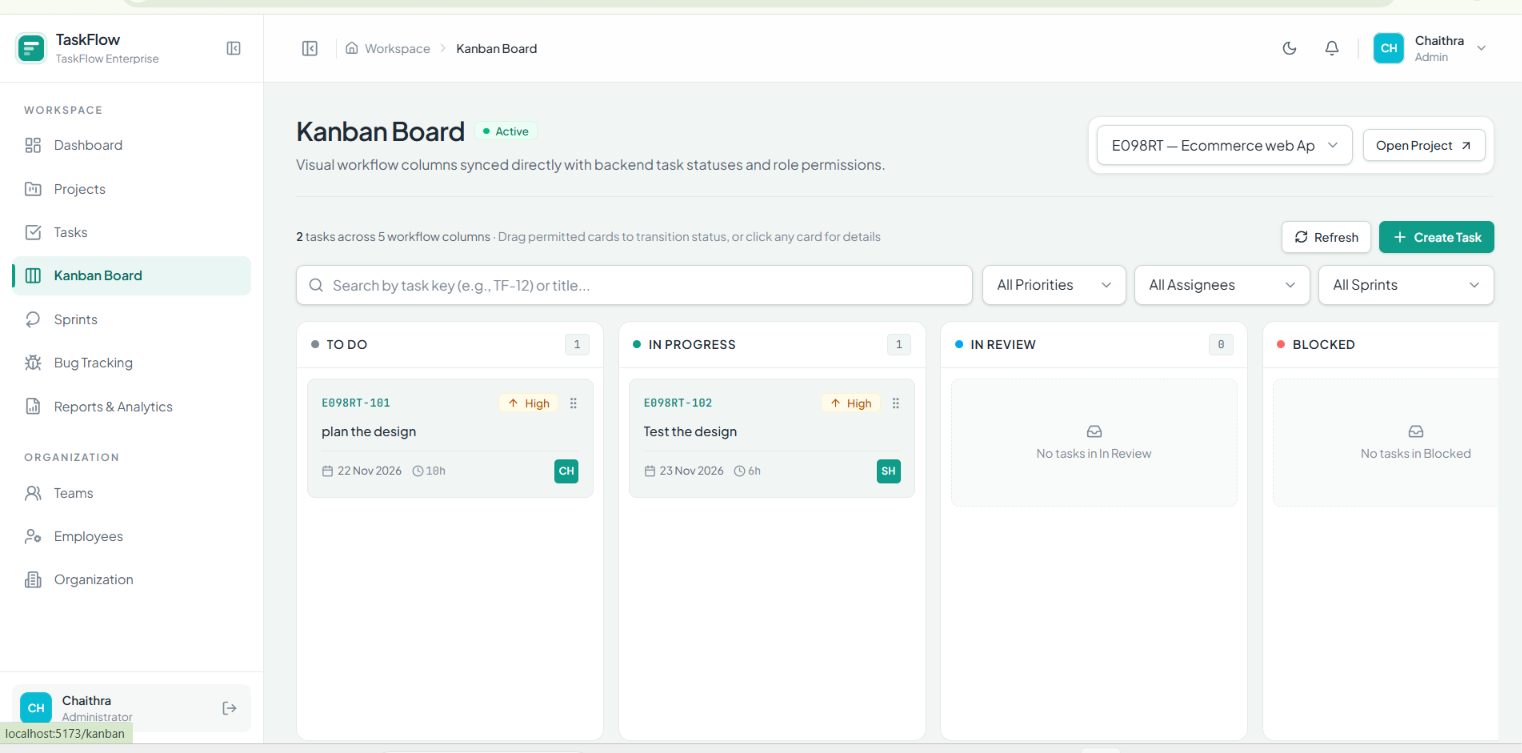 TaskFlow
TaskFlow Enterprise
WORKSPACE
Dashboard
Projects
Tasks
Kanban Board
Sprints
Bug Tracking
Reports & Analytics
ORGANIZATION
Teams
Employees
Organization
CH
Chaithra
Administrator
localhost:5173/kanban
Workspace > Kanban Board
CH
Chaithra
Admin
Kanban Board
Active
Visual workflow columns synced directly with backend task statuses and role permissions.
E098RT — Ecommerce web Ap
Open Project
2 tasks across 5 workflow columns · Drag permitted cards to transition status, or click any card for details
Refresh
+ Create Task
Search by task key (e.g., TF-12) or title...
All Priorities
All Assignees
All Sprints
TO DO
1
E098RT-101
High
plan the design
22 Nov 2026
10h
CH
IN PROGRESS
1
E098RT-102
High
Test the design
23 Nov 2026
6h
SH
IN REVIEW
0
No tasks in In Review
BLOCKED
No tasks in Blocked